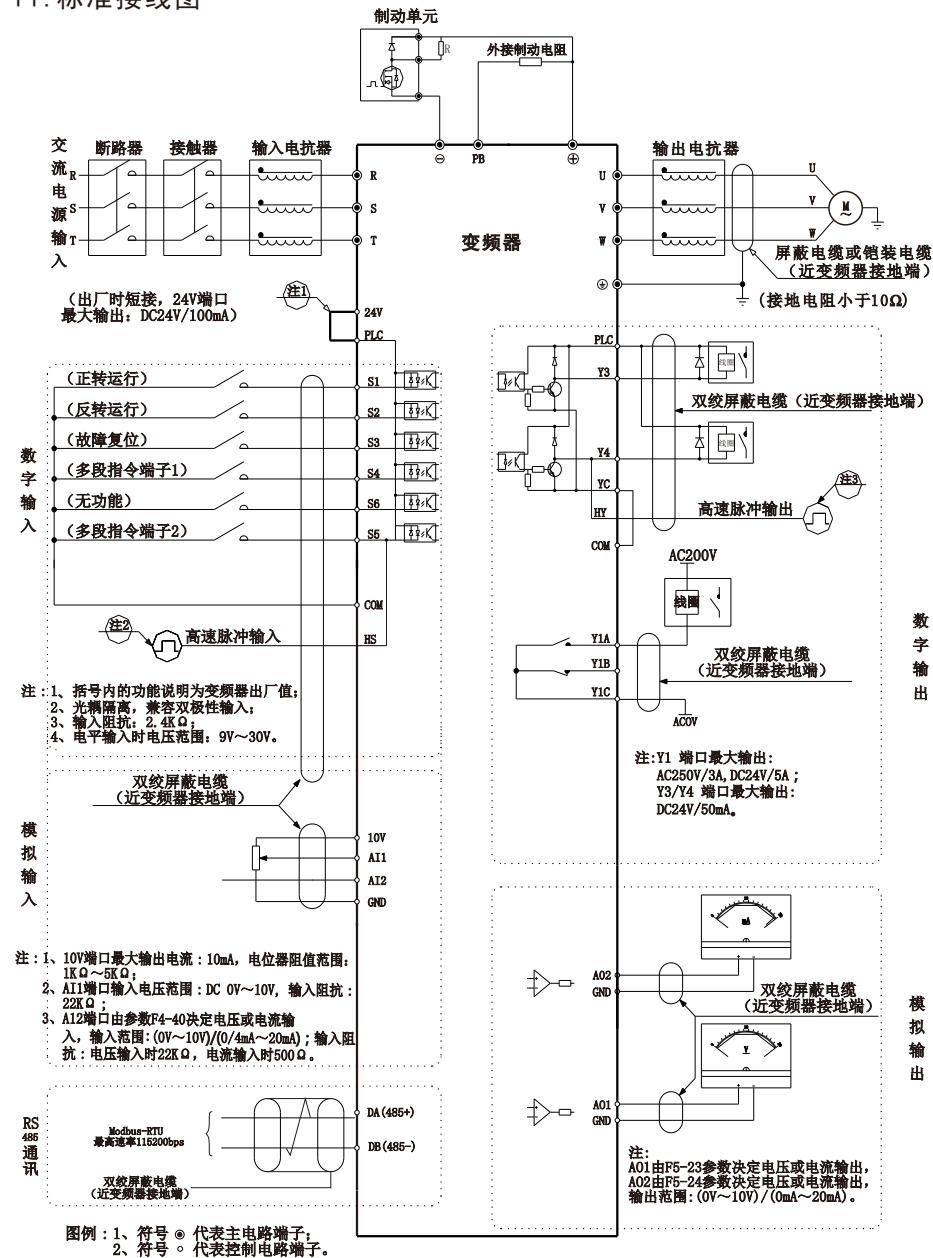 11.标准接线图
制动单元
R
外接制动电阻
交流电源输入
断路器
接触器
输入电抗器
R
S
T
R
S
T
⊖
PB
⊕
变频器
U
V
W
输出电抗器
U
V
W
M
~
屏蔽电缆或铠装电缆
（近变频器接地端）
(接地电阻小于10Ω)
（出厂时短接，24V端口
最大输出：DC24V/100mA）
注1
24V
PLC
数字输入
（正转运行）
S1
（反转运行）
S2
（故障复位）
S3
（多段指令端子1）
S4
（无功能）
S6
（多段指令端子2）
S5
COM
注2
高速脉冲输入
HS
注：1、括号内的功能说明为变频器出厂值；
2、光耦隔离，兼容双极性输入；
3、输入阻抗：2.4KΩ；
4、电平输入时电压范围：9V～30V。
PLC
Y3
线圈
双绞屏蔽电缆（近变频器接地端）
Y4
线圈
YC
HY
高速脉冲输出
注3
COM
AC200V
线圈
Y1A
Y1B
Y1C
双绞屏蔽电缆
（近变频器接地端）
AC0V
数字输出
注:Y1 端口最大输出:
AC250V/3A,DC24V/5A；
Y3/Y4 端口最大输出:
DC24V/50mA。
模拟输入
双绞屏蔽电缆
（近变频器接地端）
10V
AI1
AI2
GND
注：1、10V端口最大输出电流：10mA，电位器阻值范围：
1KΩ～5KΩ；
2、AI1端口输入电压范围：DC 0V～10V, 输入阻抗：
22KΩ；
3、A12端口由参数F4-40决定电压或电流输
入，输入范围：(0V～10V)/(0/4mA～20mA)；输入阻
抗：电压输入时22KΩ，电流输入时500Ω。
mA
AO2
GND
双绞屏蔽电缆
（近变频器接地端）
V
AO1
GND
模拟输出
注:
AO1由F5-23参数决定电压或电流输出，
AO2由F5-24参数决定电压或电流输出，
输出范围：(0V～10V)/(0mA～20mA)。
RS
485
通讯
Modbus-RTU
最高速率115200bps
DA(485+)
DB(485-)
双绞屏蔽电缆
（近变频器接地端）
图例：1、符号 ◎ 代表主电路端子；
2、符号 ○ 代表控制电路端子。